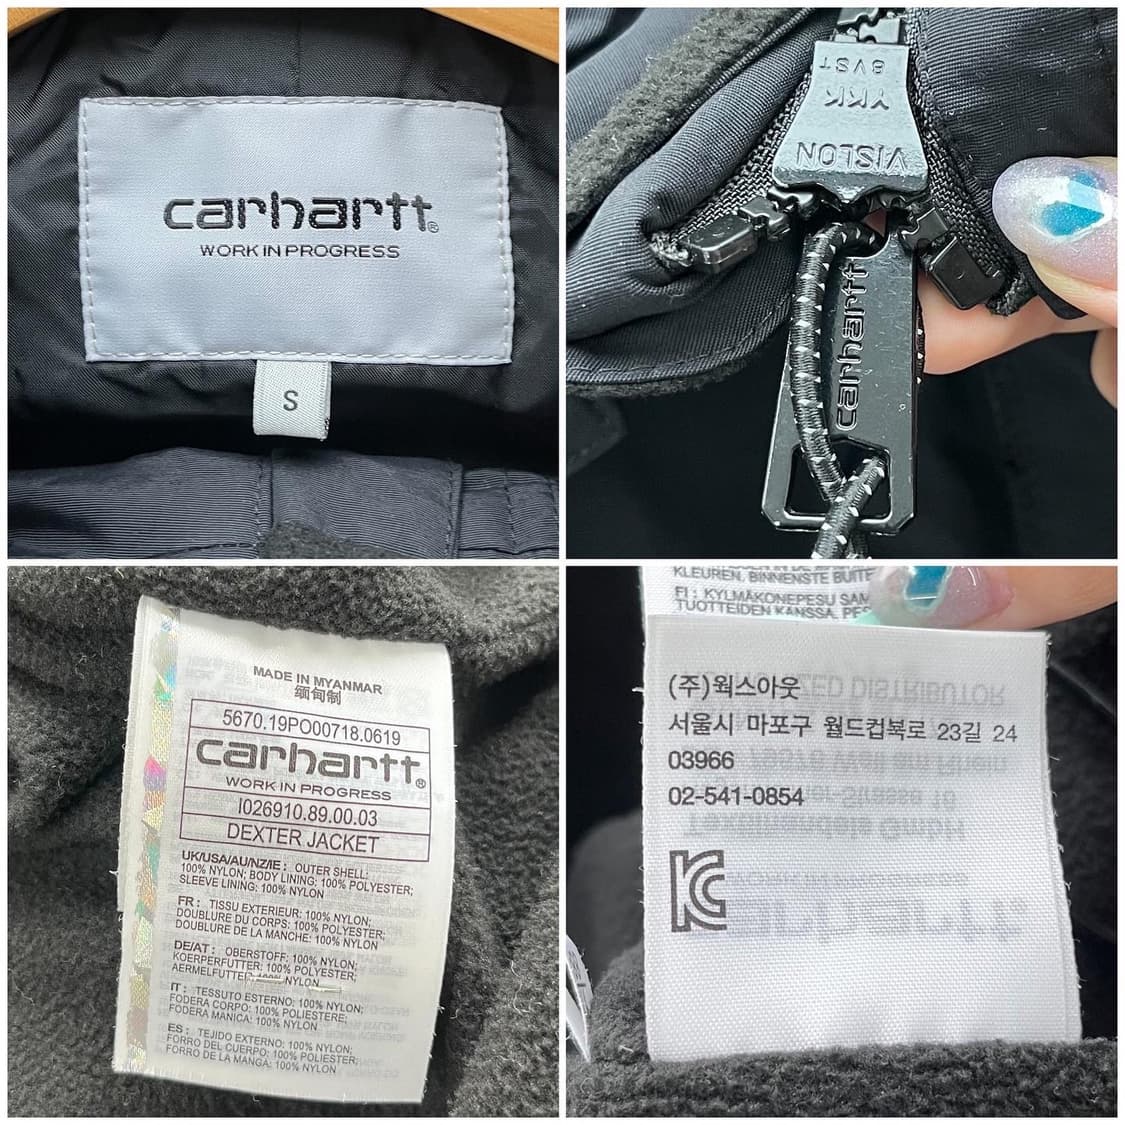 carhartt®
WORK IN PROGRESS
S
VISLON
YKK
8VST
carhartt
MADE IN MYANMAR
缅甸制
5670.19PO00718.0619
carhartt®
WORK IN PROGRESS
I026910.89.00.03
DEXTER JACKET
UK/USA/AU/NZ/IE : OUTER SHELL:
100% NYLON; BODY LINING: 100% POLYESTER;
SLEEVE LINING: 100% NYLON
FR : TISSU EXTERIEUR: 100% NYLON;
DOUBLURE DU CORPS: 100% POLYESTER;
DOUBLURE DE LA MANCHE: 100% NYLON
DE/AT : OBERSTOFF: 100% NYLON;
KOERPERFUTTER: 100% POLYESTER;
AERMELFUTTER: 100% NYLON
IT : TESSUTO ESTERNO: 100% NYLON;
FODERA CORPO: 100% POLIESTERE;
FODERA MANICA: 100% NYLON
ES : TEJIDO EXTERNO: 100% NYLON;
FORRO DEL CUERPO: 100% POLIESTER;
FORRO DE LA MANGA: 100% NYLON
KLEUREN, BINNENSTE BUITE
FI : KYLMÄKONEPESU SAM
TUOTTEIDEN KANSSA, PES
(주)웍스아웃
서울시 마포구 월드컵북로 23길 24
03966
02-541-0854